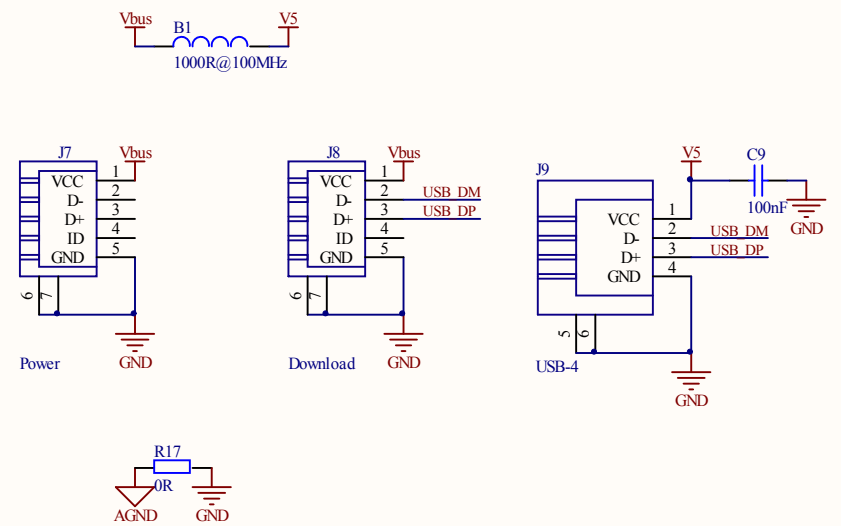 Vbus
B1
V5
1000R@100MHz
J7
Vbus
VCC
1
D-
2
D+
3
ID
4
GND
5
6
7
GND
Power
J8
Vbus
VCC
1
D-
2
USB_DM
D+
3
USB_DP
ID
4
GND
5
6
7
GND
Download
J9
V5
C9
100nF
GND
VCC
1
D-
2
USB_DM
D+
3
USB_DP
GND
4
5
6
USB-4
GND
R17
0R
AGND
GND